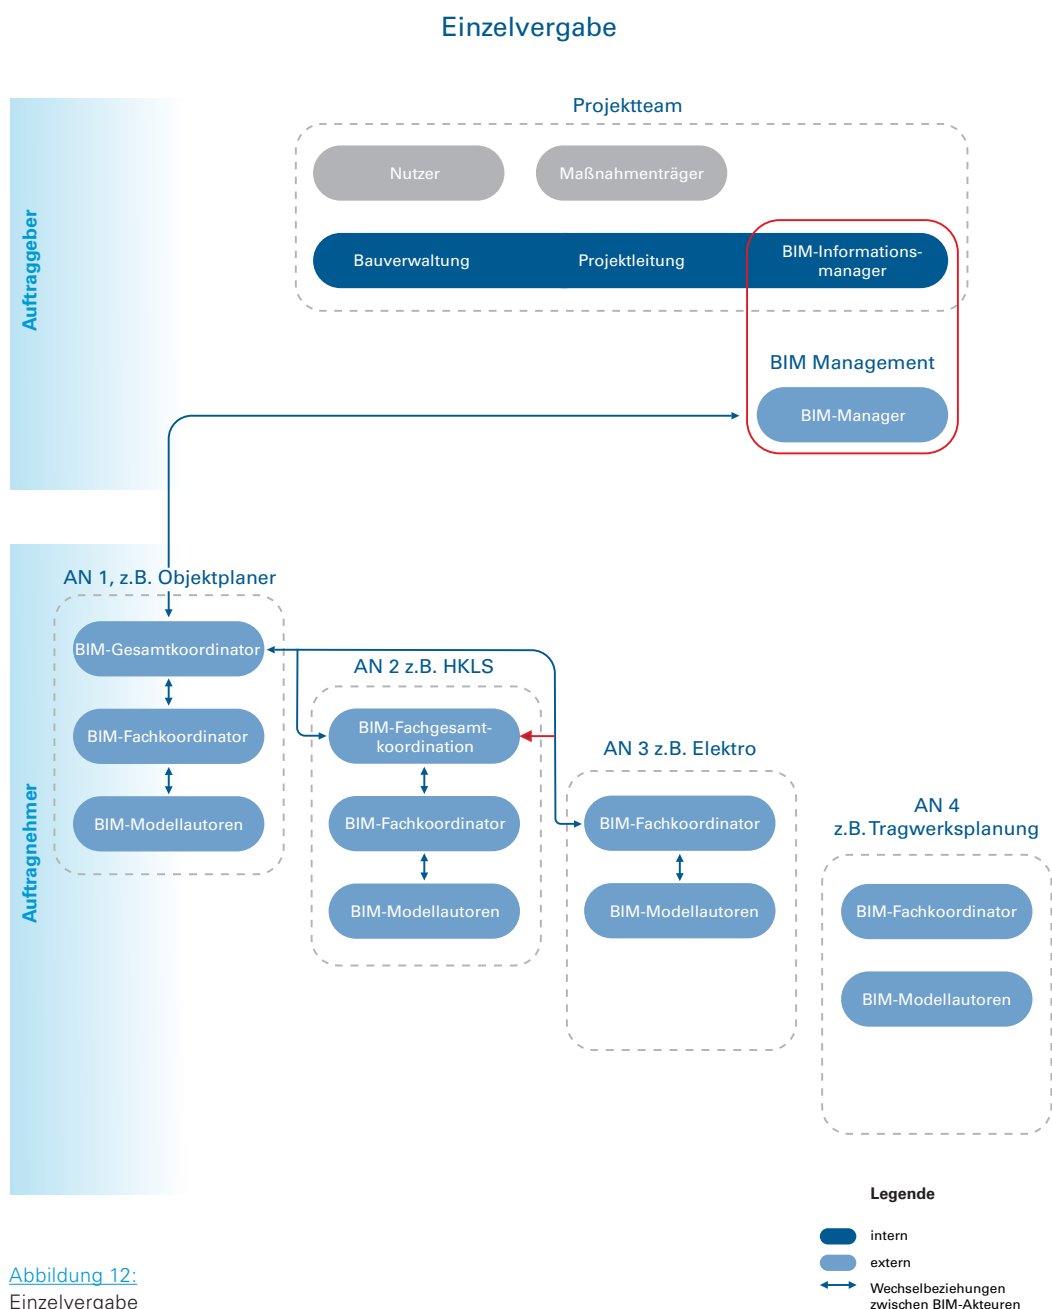 Einzelvergabe
Projektteam
Nutzer
Maßnahmenträger
Auftraggeber
Bauverwaltung
Projektleitung
BIM-Informations-
manager
BIM Management
BIM-Manager
AN 1, z.B. Objektplaner
BIM-Gesamtkoordinator
BIM-Fachkoordinator
BIM-Modellautoren
AN 2 z.B. HKLS
BIM-Fachgesamt-
koordination
BIM-Fachkoordinator
BIM-Modellautoren
AN 3 z.B. Elektro
BIM-Fachkoordinator
BIM-Modellautoren
AN 4
z.B. Tragwerksplanung
BIM-Fachkoordinator
BIM-Modellautoren
Auftragnehmer
Legende
intern
extern
Wechselbeziehungen
zwischen BIM-Akteuren
Abbildung 12:
Einzelvergabe